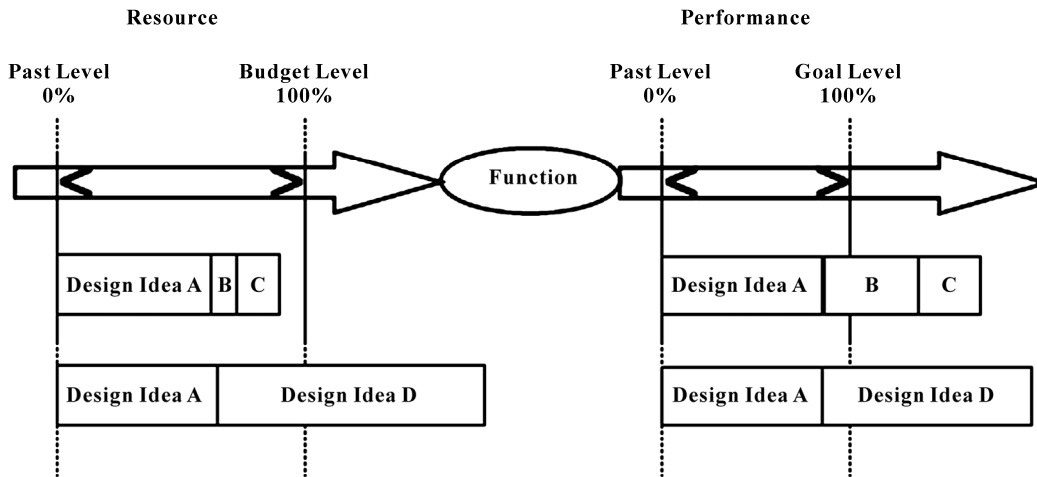 Resource
Performance
Past Level
0%
Budget Level
100%
Past Level
0%
Goal Level
100%
Function
Design Idea A
B
C
Design Idea A
B
C
Design Idea A
Design Idea D
Design Idea A
Design Idea D